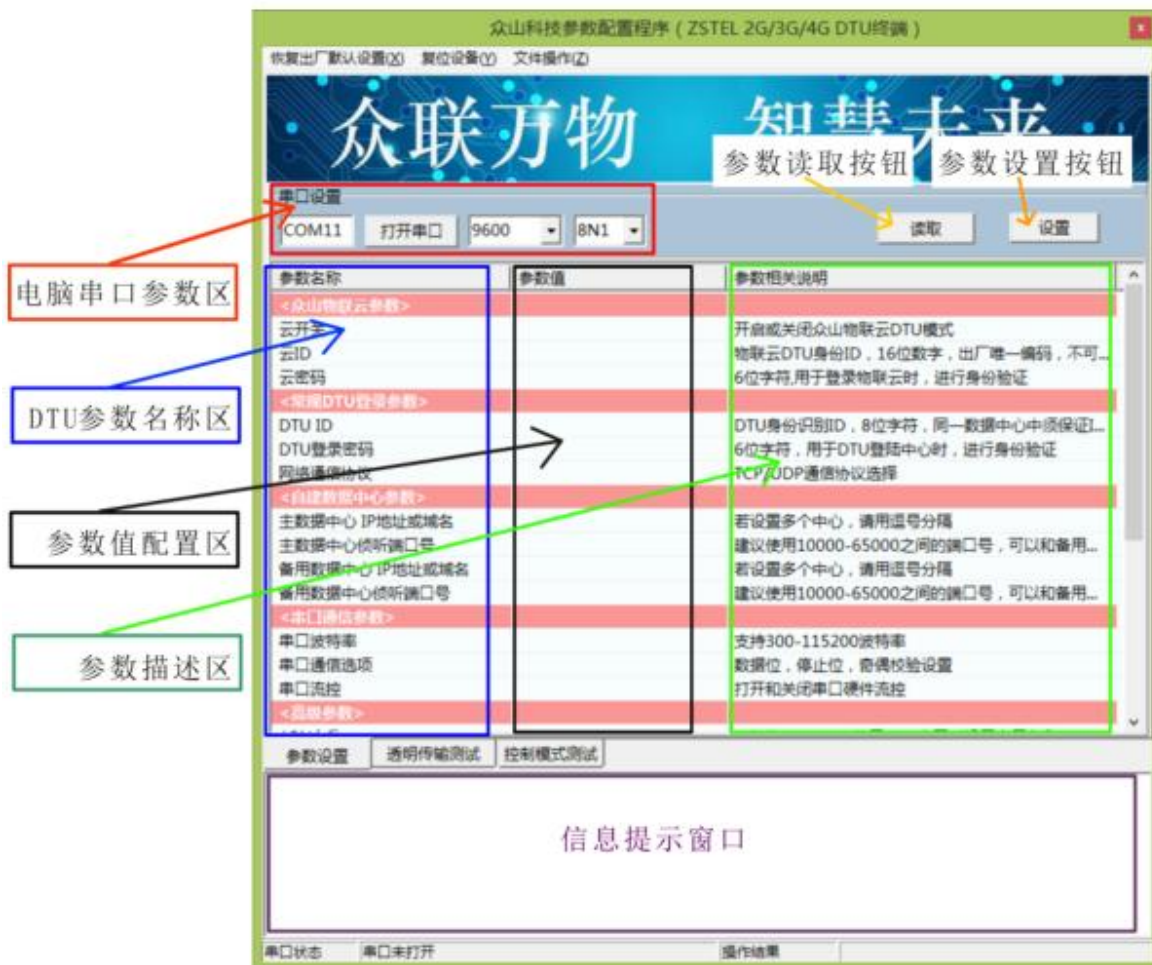 众山科技参数配置程序 ( ZSTEL 2G/3G/4G DTU终端 )
x
恢复出厂默认设置(X) 复位设备(Y) 文件操作(Z)
众联万物 智慧未来
参数读取按钮 参数设置按钮
串口设置
COM11 打开串口 9600 8N1 读取 设置
电脑串口参数区
DTU参数名称区
参数值配置区
参数描述区
参数名称 参数值 参数相关说明
<众山物联云参数>
云开关 开启或关闭众山物联云DTU模式
云ID 物联云DTU身份ID，16位数字，出厂唯一编码，不可...
云密码 6位字符,用于登录物联云时，进行身份验证
<常规DTU登录参数>
DTU ID DTU身份识别ID，8位字符，同一数据中心中须保证I...
DTU登录密码 6位字符，用于DTU登陆中心时，进行身份验证
网络通信协议 TCP/UDP通信协议选择
<自建数据中心参数>
主数据中心 IP地址或域名 若设置多个中心，请用逗号分隔
主数据中心侦听端口号 建议使用10000-65000之间的端口号，可以和备用...
备用数据中心 IP地址或域名 若设置多个中心，请用逗号分隔
备用数据中心侦听端口号 建议使用10000-65000之间的端口号，可以和备用...
<串口通信参数>
串口波特率 支持300-115200波特率
串口通信选项 数据位，停止位，奇偶校验设置
串口流控 打开和关闭串口硬件流控
<高级参数>
参数设置 透明传输测试 控制模式测试
信息提示窗口
串口状态 串口未打开 操作结果